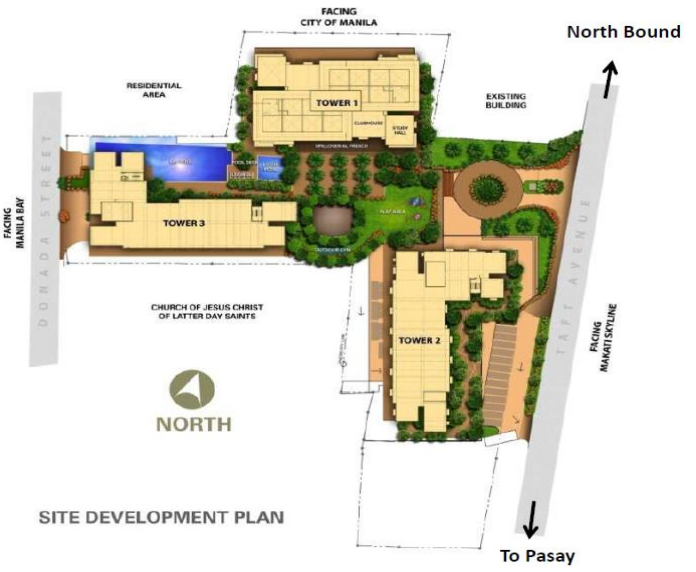 FACING
CITY OF MANILA
North Bound
RESIDENTIAL
AREA
EXISTING
BUILDING
TOWER 1
CLUBHOUSE
STUDY
HALL
DONADA STREET
FACING
MANILA BAY
POOL DECK
PLAY AREA
TOWER 3
OUTDOOR GYM
TAFT AVENUE
FACING
MAKATI SKYLINE
CHURCH OF JESUS CHRIST
OF LATTER DAY SAINTS
TOWER 2
NORTH
SITE DEVELOPMENT PLAN
To Pasay